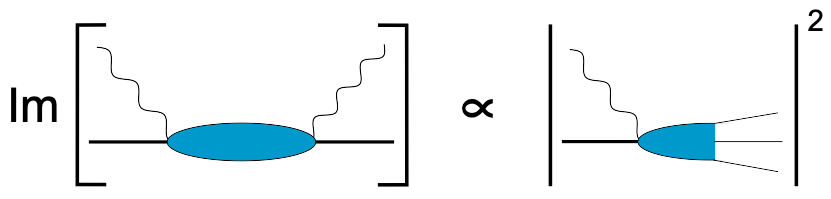 Im [ ] ∝ | | 2